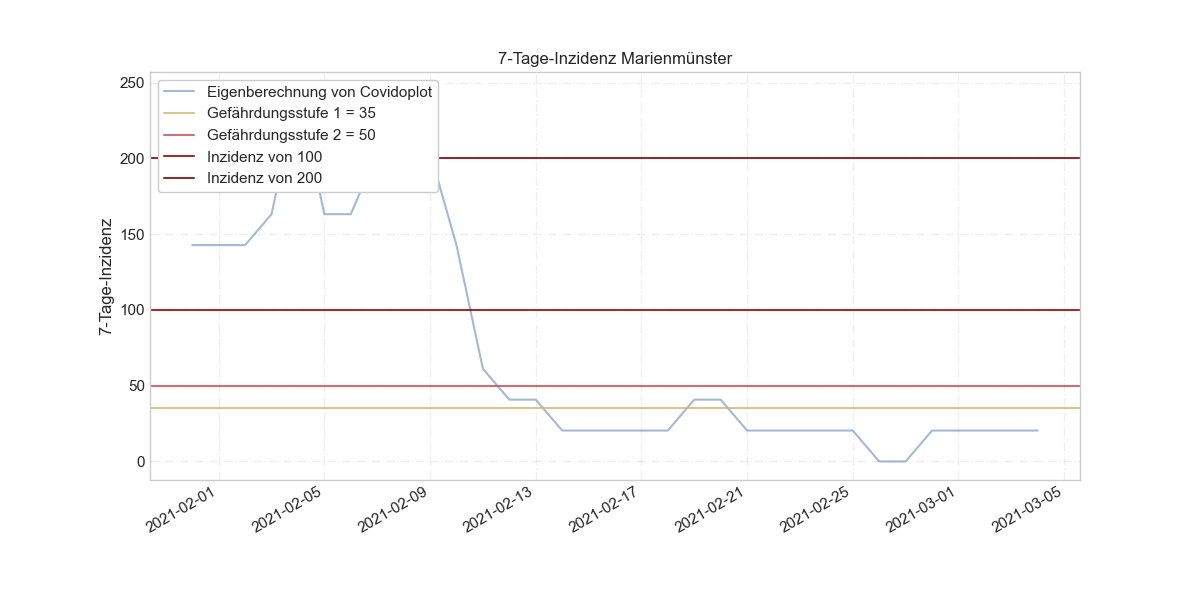 7-Tage-Inzidenz Marienmünster
7-Tage-Inzidenz
250
200
150
100
50
0
Eigenberechnung von Covidoplot
Gefährdungsstufe 1 = 35
Gefährdungsstufe 2 = 50
Inzidenz von 100
Inzidenz von 200
2021-02-01
2021-02-05
2021-02-09
2021-02-13
2021-02-17
2021-02-21
2021-02-25
2021-03-01
2021-03-05